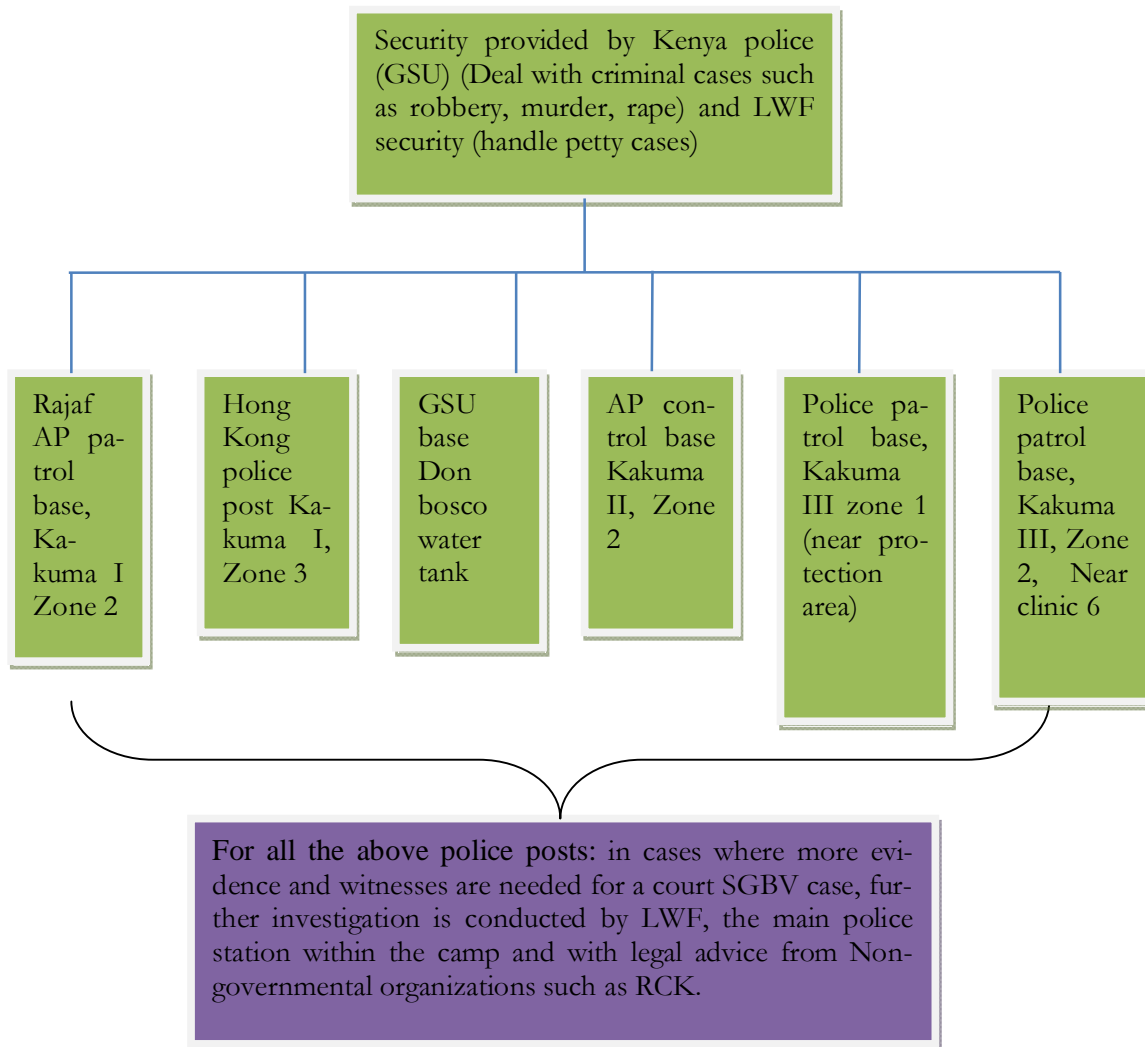 Security provided by Kenya police
(GSU) (Deal with criminal cases such
as robbery, murder, rape) and LWF
security (handle petty cases)
Rajaf
AP pa-
trol
base,
Ka-
kuma I
Zone 2
Hong
Kong
police
post Ka-
kuma I,
Zone 3
GSU
base
Don
bosco
water
tank
AP con-
trol base
Kakuma
II, Zone
2
Police pa-
trol base,
Kakuma
III zone 1
(near pro-
tection
area)
Police
patrol
base,
Kakuma
III, Zone
2, Near
clinic 6
For all the above police posts: in cases where more evi-
dence and witnesses are needed for a court SGBV case, fur-
ther investigation is conducted by LWF, the main police
station within the camp and with legal advice from Non-
governmental organizations such as RCK.